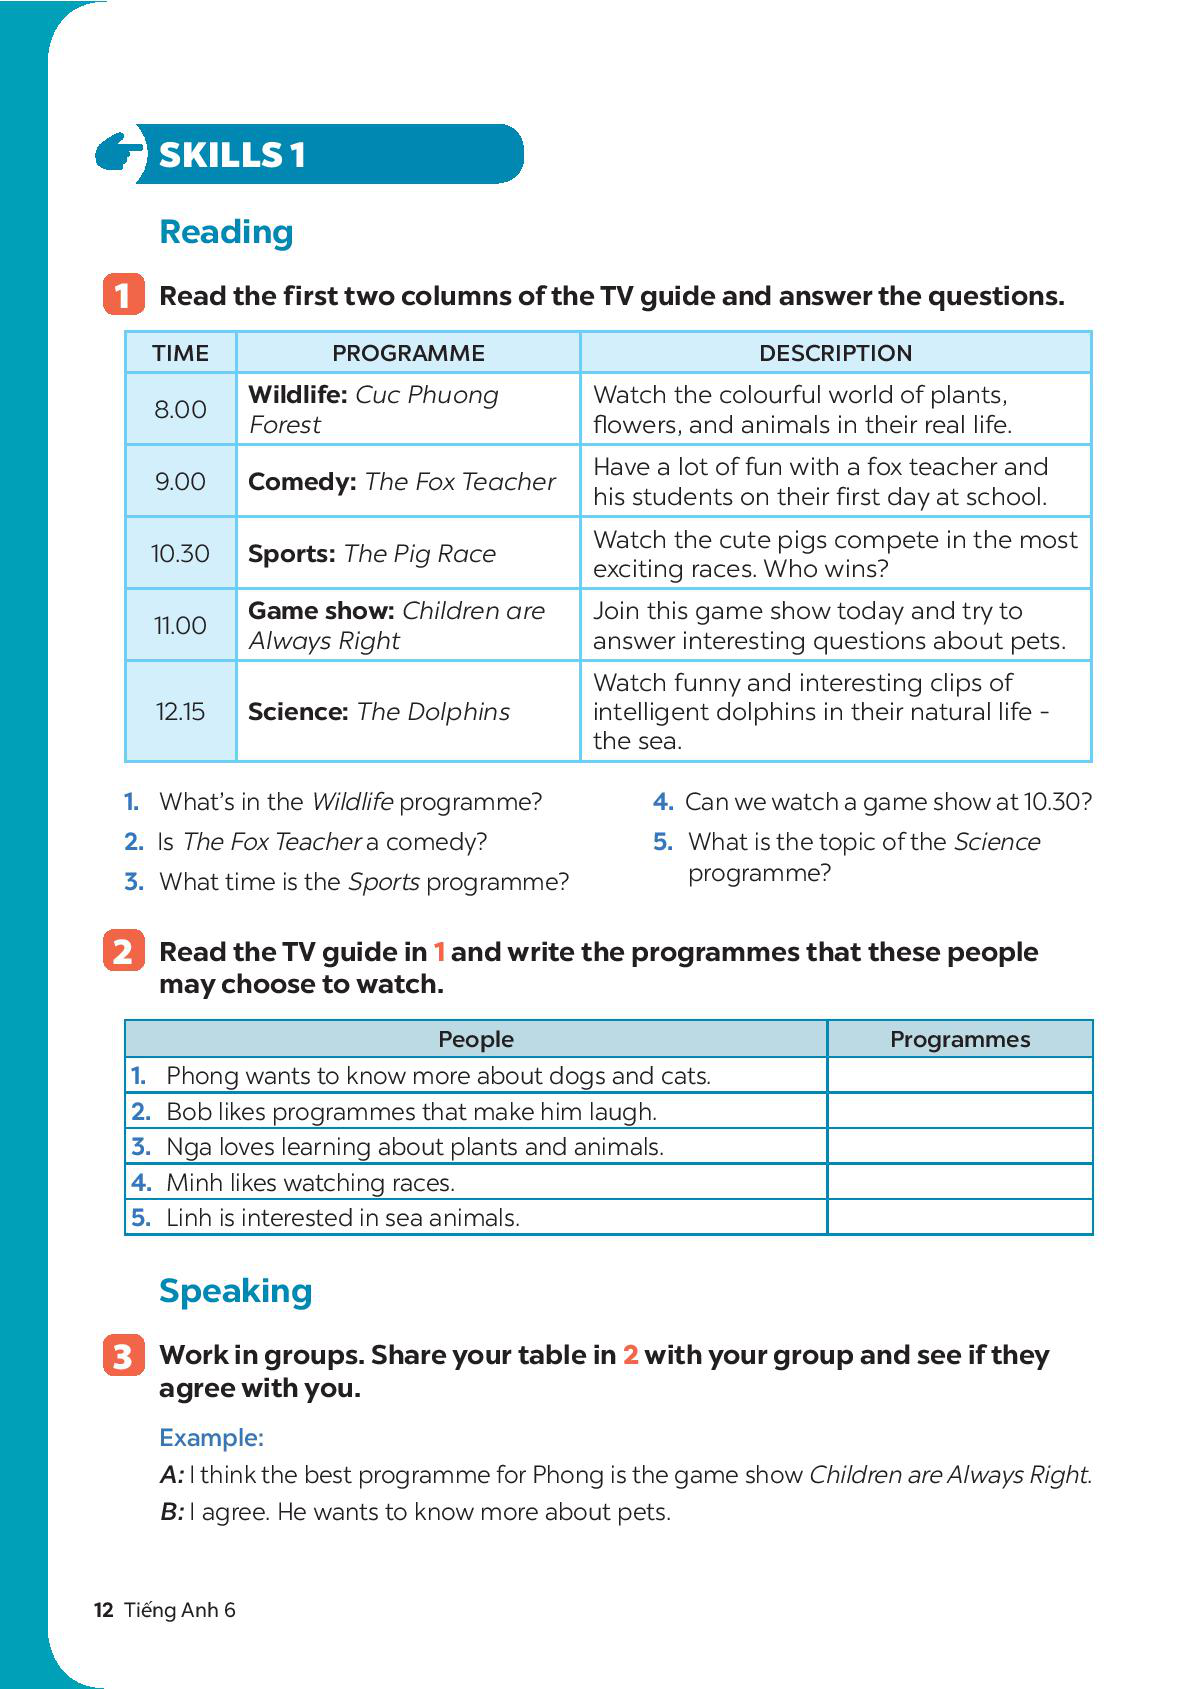 SKILLS 1
Reading
1 Read the first two columns of the TV guide and answer the questions.
TIME PROGRAMME DESCRIPTION
8.00 Wildlife: Cuc Phuong Forest Watch the colourful world of plants, flowers, and animals in their real life.
9.00 Comedy: The Fox Teacher Have a lot of fun with a fox teacher and his students on their first day at school.
10.30 Sports: The Pig Race Watch the cute pigs compete in the most exciting races. Who wins?
11.00 Game show: Children are Always Right Join this game show today and try to answer interesting questions about pets.
12.15 Science: The Dolphins Watch funny and interesting clips of intelligent dolphins in their natural life - the sea.
1. What's in the Wildlife programme?
2. Is The Fox Teacher a comedy?
3. What time is the Sports programme?
4. Can we watch a game show at 10.30?
5. What is the topic of the Science
programme?
2 Read the TV guide in 1 and write the programmes that these people
may choose to watch.
People Programmes
1. Phong wants to know more about dogs and cats.
2. Bob likes programmes that make him laugh.
3. Nga loves learning about plants and animals.
4. Minh likes watching races.
5. Linh is interested in sea animals.
Speaking
3 Work in groups. Share your table in 2 with your group and see if they
agree with you.
Example:
A: I think the best programme for Phong is the game show Children are Always Right.
B: I agree. He wants to know more about pets.
12 Tiếng Anh 6